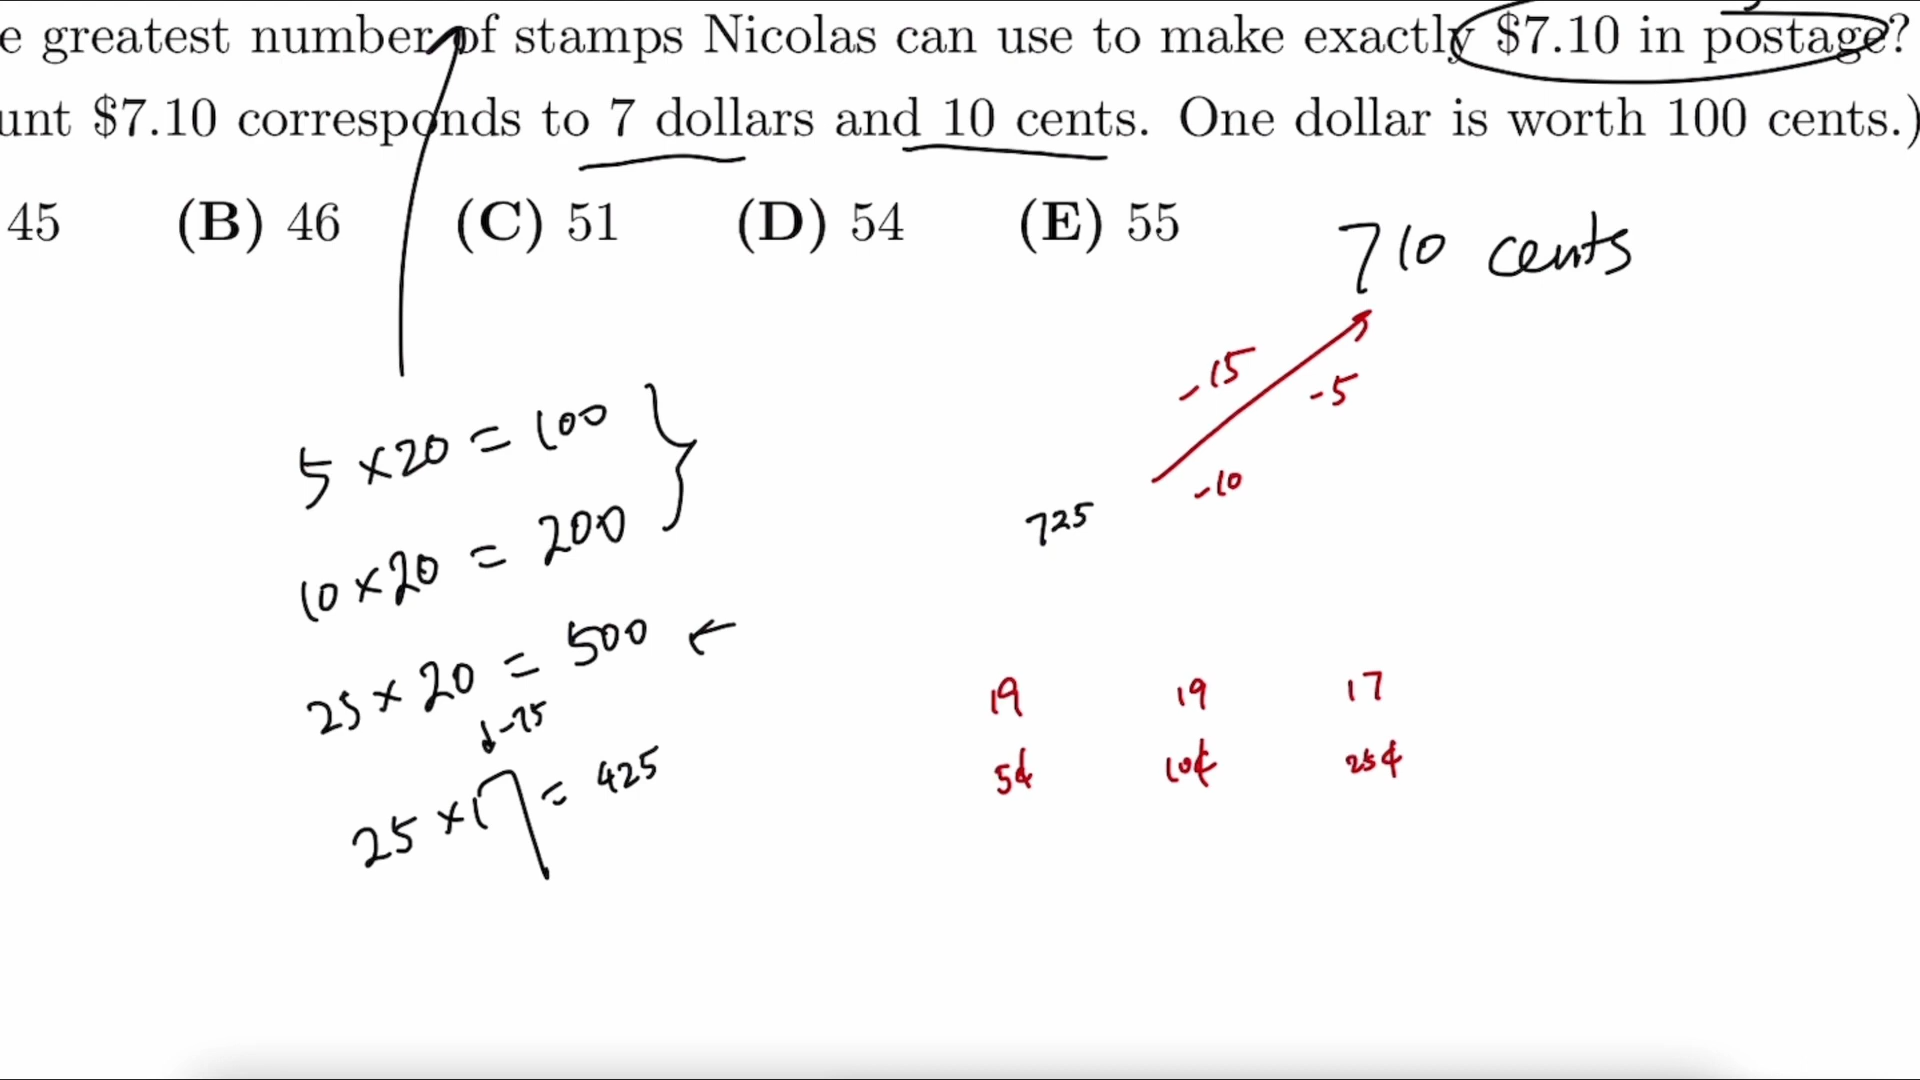 e greatest number of stamps Nicolas can use to make exactly $7.10 in postage?
unt $7.10 corresponds to 7 dollars and 10 cents. One dollar is worth 100 cents.)
45 (B) 46 (C) 51 (D) 54 (E) 55
710 cents
-15
-5
-10
725
5 × 20 = 100
10 × 20 = 200
25 × 20 = 500 ←
↓ -75
25 × 17 = 425
19 19 17
5¢ 10¢ 25¢